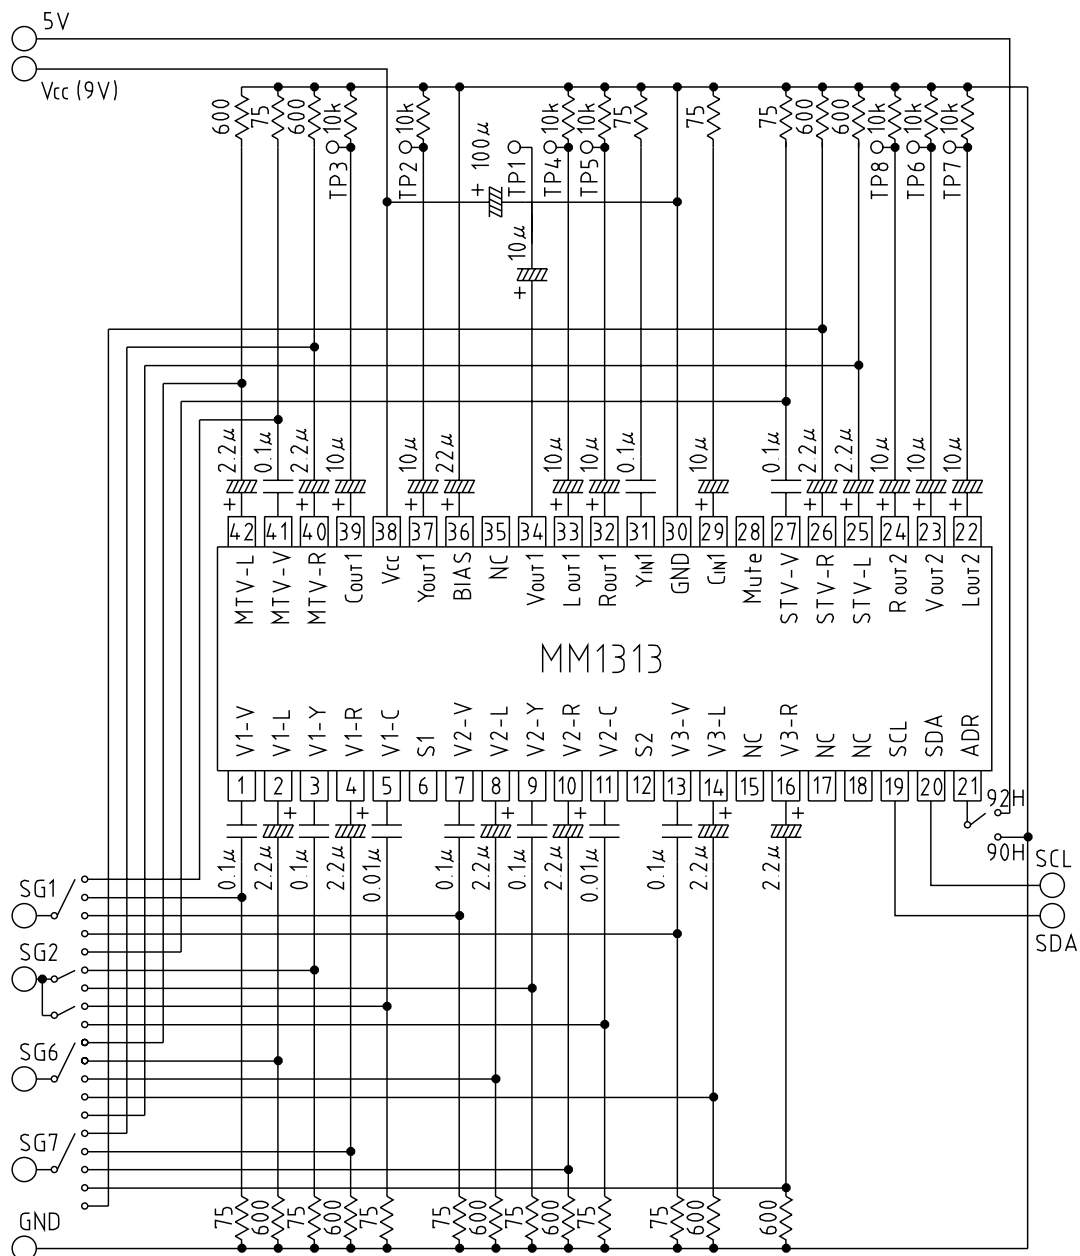 5V
Vcc (9V)
600 75 600 10k 10k 10k 10k 75 75 75 600 600 10k 10k 10k
TP3 TP2 100μ TP1 TP4 TP5 TP8 TP6 TP7
+
10μ
+
2.2μ 0.1μ 2.2μ 10μ 10μ 22μ 10μ 10μ 0.1μ 10μ 0.1μ 2.2μ 2.2μ 10μ 10μ 10μ
+ + + + + + + + + + + + +
42 41 40 39 38 37 36 35 34 33 32 31 30 29 28 27 26 25 24 23 22
MTV-L MTV-V MTV-R COUT1 Vcc YOUT1 BIAS NC VOUT1 LOUT1 ROUT1 YIN1 GND CIN1 Mute STV-V STV-R STV-L ROUT2 VOUT2 LOUT2
MM1313
V1-V V1-L V1-Y V1-R V1-C S1 V2-V V2-L V2-Y V2-R V2-C S2 V3-V V3-L NC V3-R NC NC SCL SDA ADR
1 2 3 4 5 6 7 8 9 10 11 12 13 14 15 16 17 18 19 20 21
+ + + + + +
92H
90H
0.1μ 2.2μ 0.1μ 2.2μ 0.01μ 0.1μ 2.2μ 0.1μ 2.2μ 0.01μ 0.1μ 2.2μ 2.2μ
SCL
SG1
SDA
SG2
SG6
SG7
75 600 75 600 75 75 600 75 600 75 75 600 600
GND